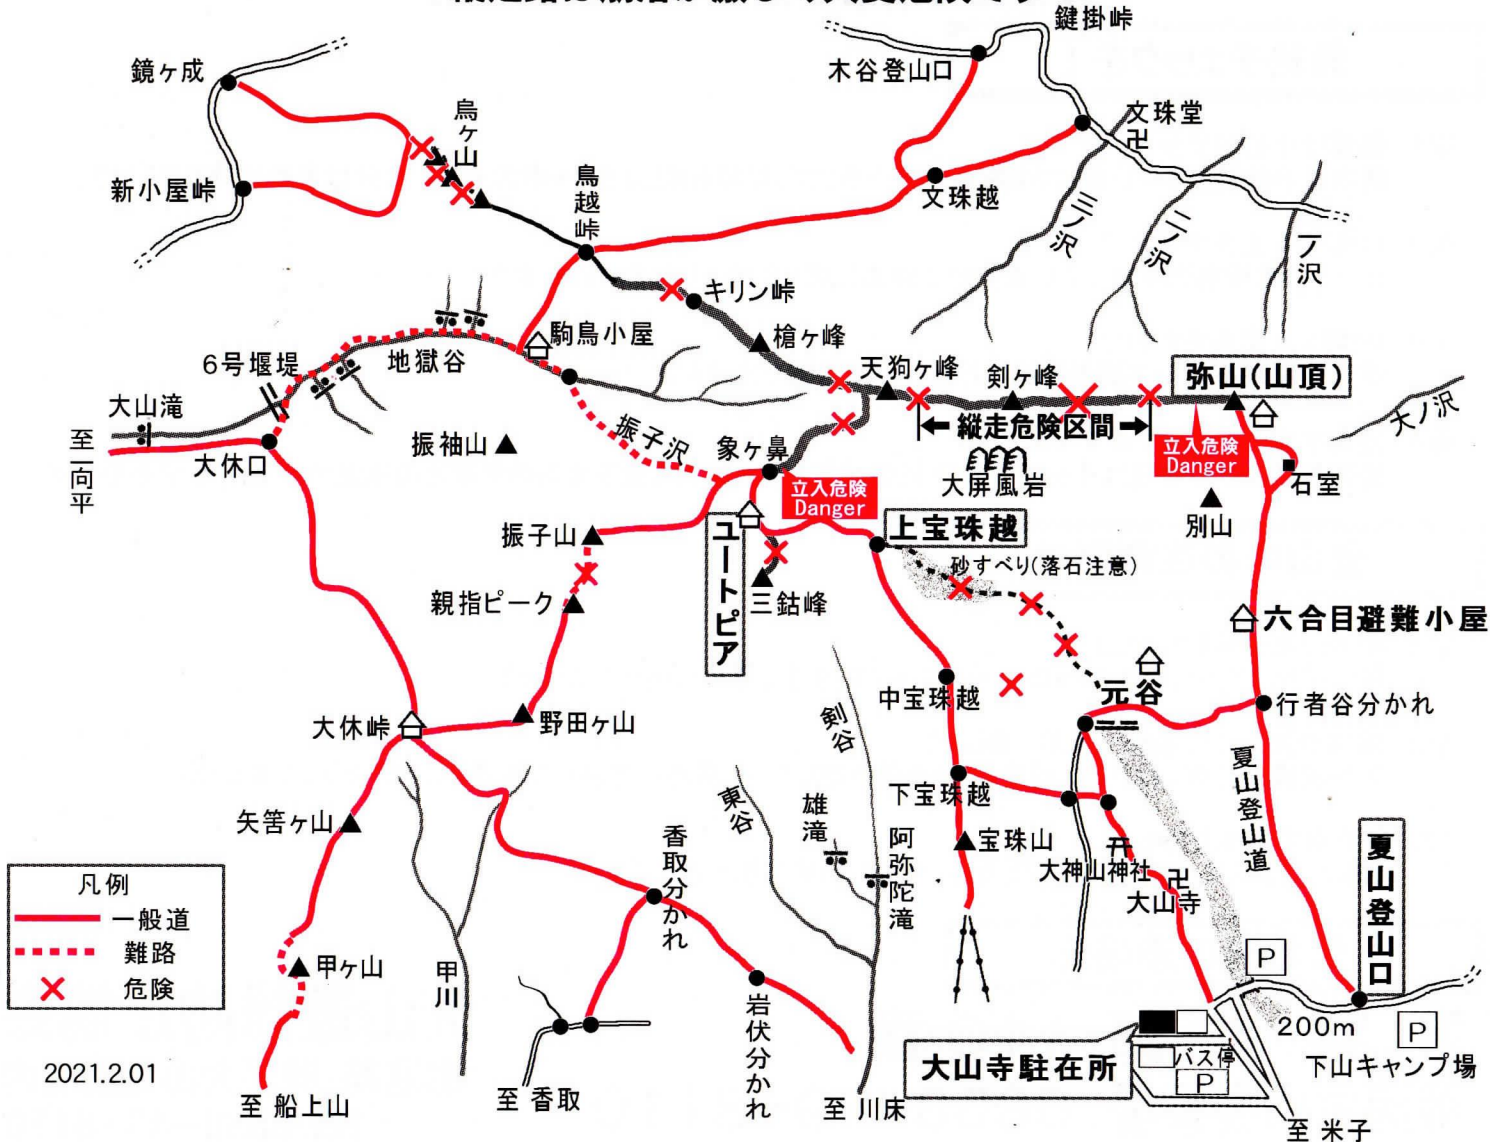 鍵掛峠
木谷登山口
鏡ヶ成
烏ヶ山
文珠堂
新小屋峠
鳥越峠
文珠越
三ノ沢
二ノ沢
一ノ沢
キリン峠
駒鳥小屋
槍ヶ峰
地獄谷
6号堰堤
天狗ヶ峰
剣ヶ峰
弥山(山頂)
大山滝
縦走危険区間
大ノ沢
至一向平
大休口
振袖山
振子沢
象ヶ鼻
立入危険
Danger
大屏風岩
石室
立入危険
Danger
別山
振子山
ユートピア
上宝珠越
砂すべり(落石注意)
親指ピーク
三鈷峰
六合目避難小屋
中宝珠越
元谷
行者谷分かれ
大休峠
野田ヶ山
剣谷
夏山登山道
東谷
雄滝
下宝珠越
矢筈ヶ山
香取分かれ
阿弥陀滝
宝珠山
大神山神社
大山寺
夏山登山口
凡例
一般道
難路
危険
甲ヶ山
甲川
岩伏分かれ
P
200m
P
バス停
P
大山寺駐在所
下山キャンプ場
2021.2.01
至 船上山
至 香取
至 川床
至 米子